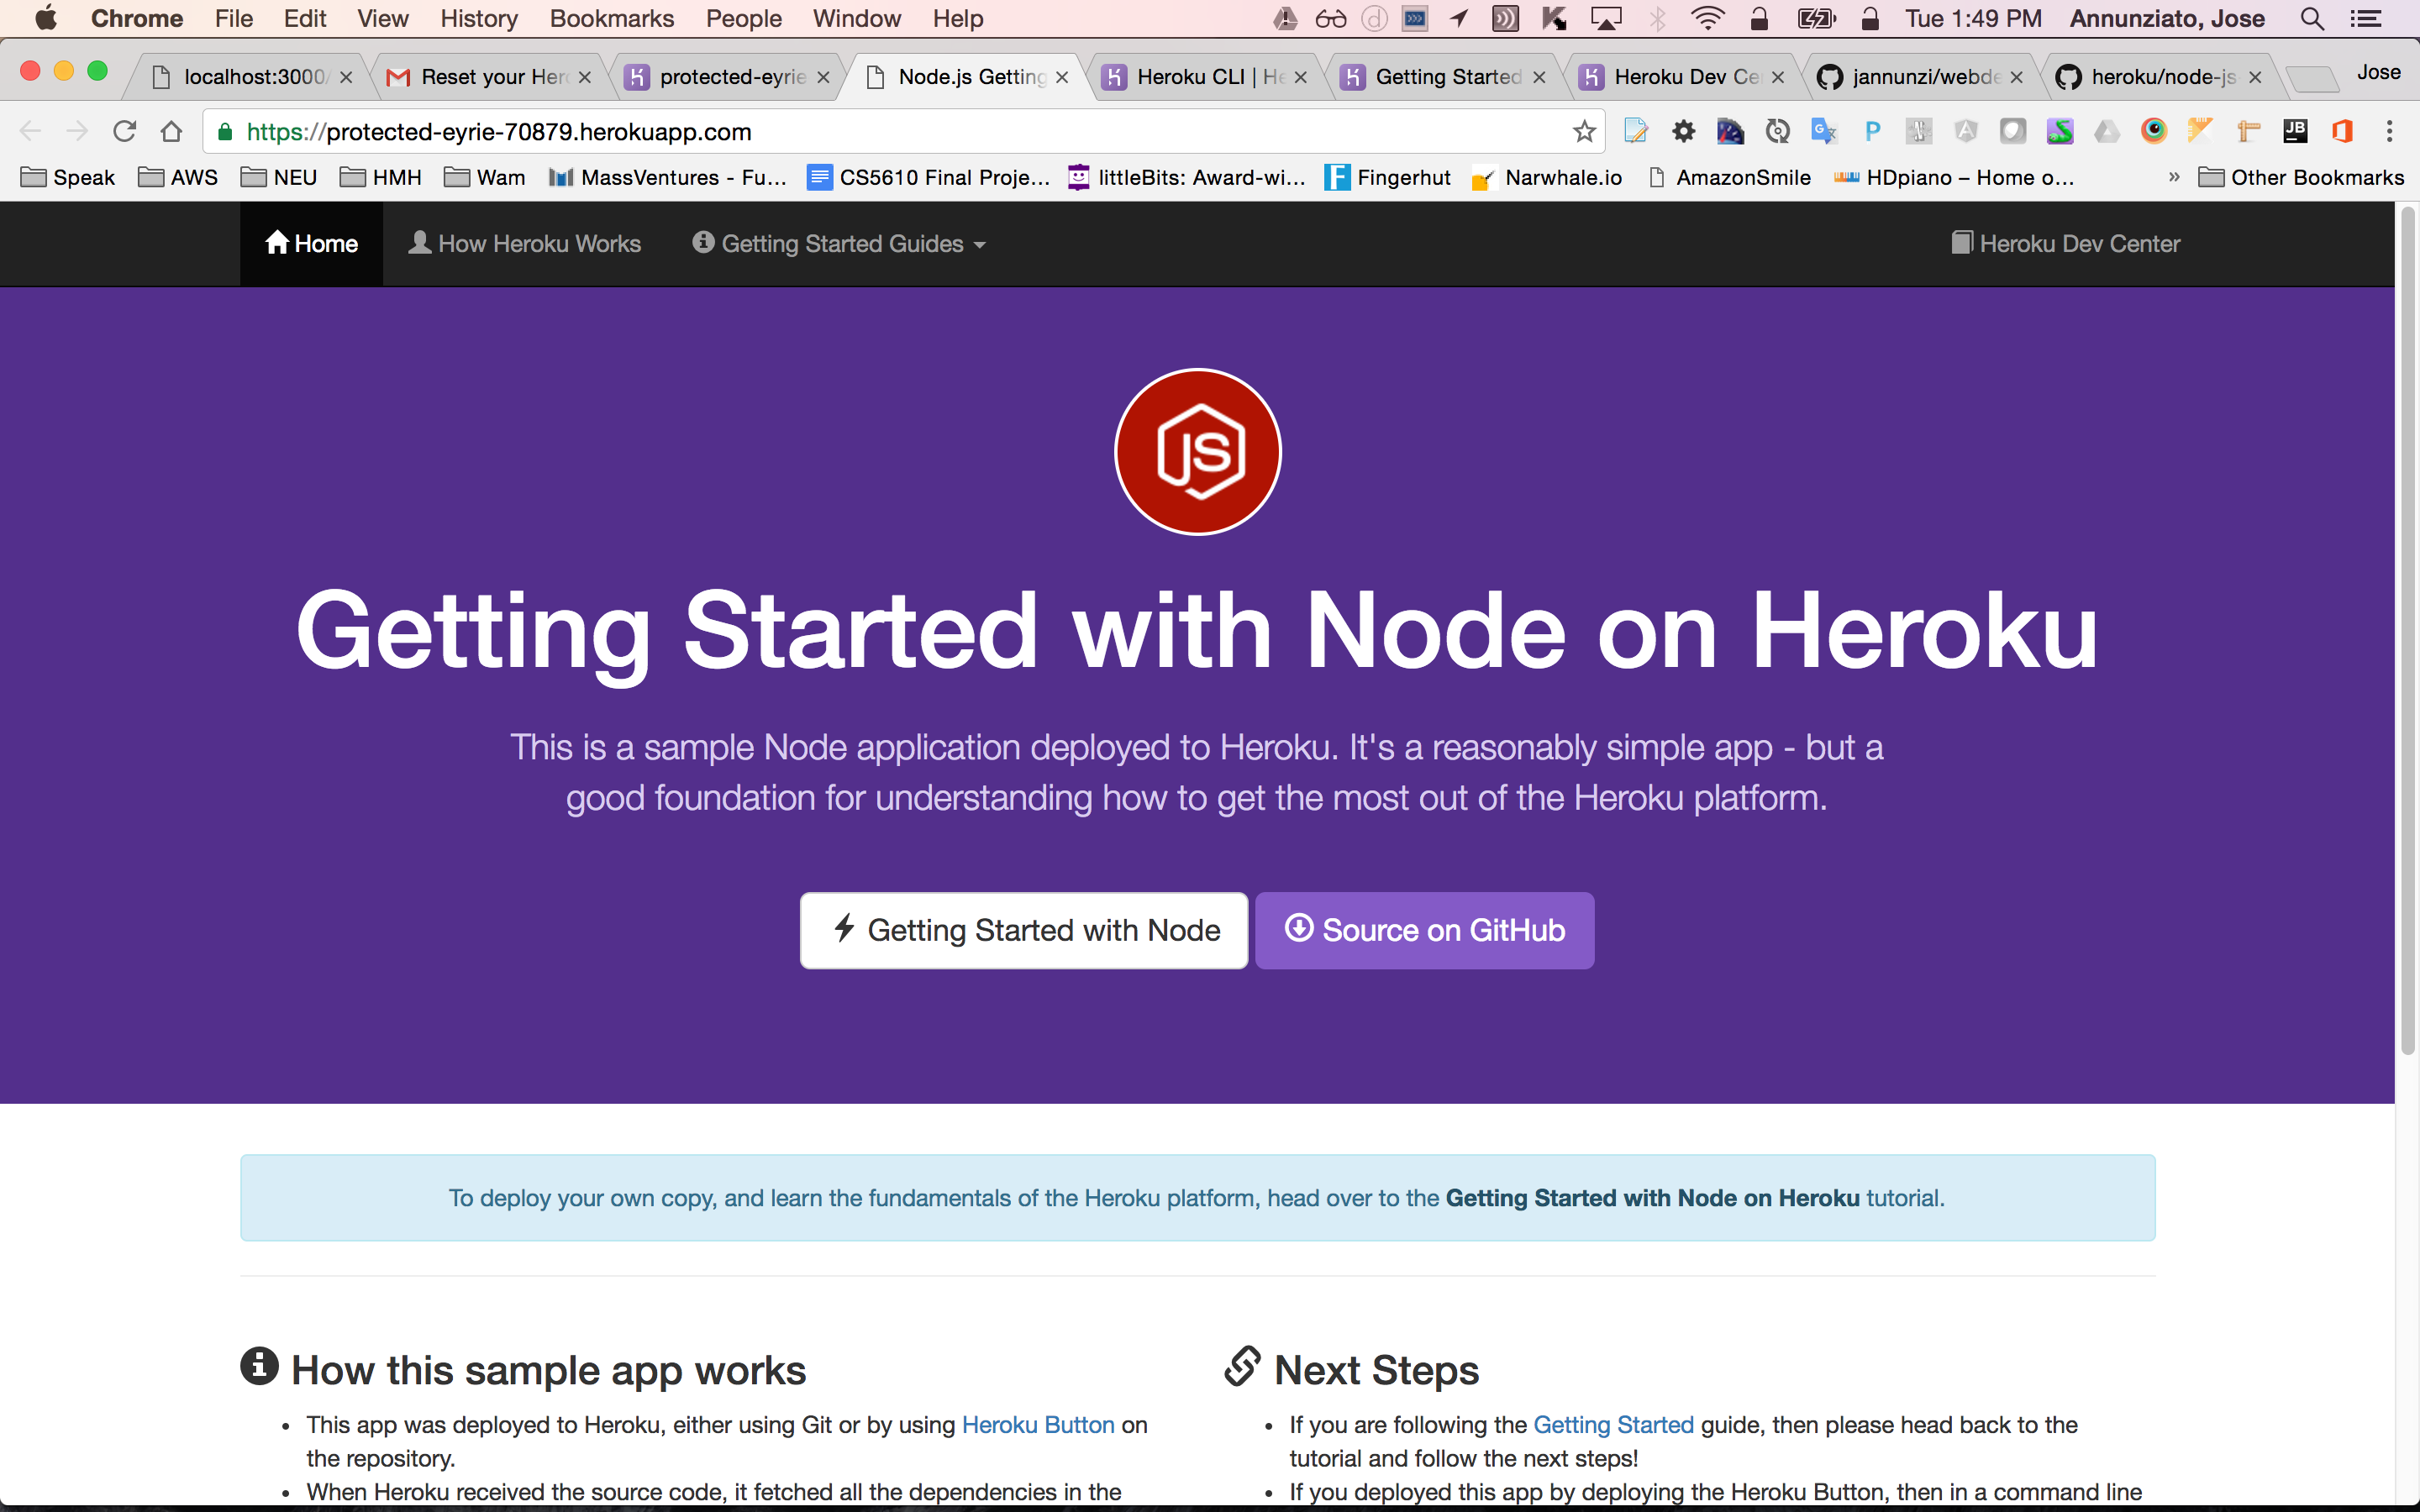 Chrome File Edit View History Bookmarks People Window Help Tue 1:49 PM Annunziato, Jose
localhost:3000/ Reset your Her protected-eyrie Node.js Getting Heroku CLI | He Getting Started Heroku Dev Ce jannunzi/webde heroku/node-js Jose
https://protected-eyrie-70879.herokuapp.com
Speak AWS NEU HMH Wam MassVentures - Fu... CS5610 Final Proje... littleBits: Award-wi... Fingerhut Narwhale.io AmazonSmile HDpiano – Home o... » Other Bookmarks
Home How Heroku Works Getting Started Guides Heroku Dev Center
JS
Getting Started with Node on Heroku
This is a sample Node application deployed to Heroku. It's a reasonably simple app - but a
good foundation for understanding how to get the most out of the Heroku platform.
Getting Started with Node Source on GitHub
To deploy your own copy, and learn the fundamentals of the Heroku platform, head over to the Getting Started with Node on Heroku tutorial.
How this sample app works
• This app was deployed to Heroku, either using Git or by using Heroku Button on
the repository.
• When Heroku received the source code, it fetched all the dependencies in the
Next Steps
• If you are following the Getting Started guide, then please head back to the
tutorial and follow the next steps!
• If you deployed this app by deploying the Heroku Button, then in a command line